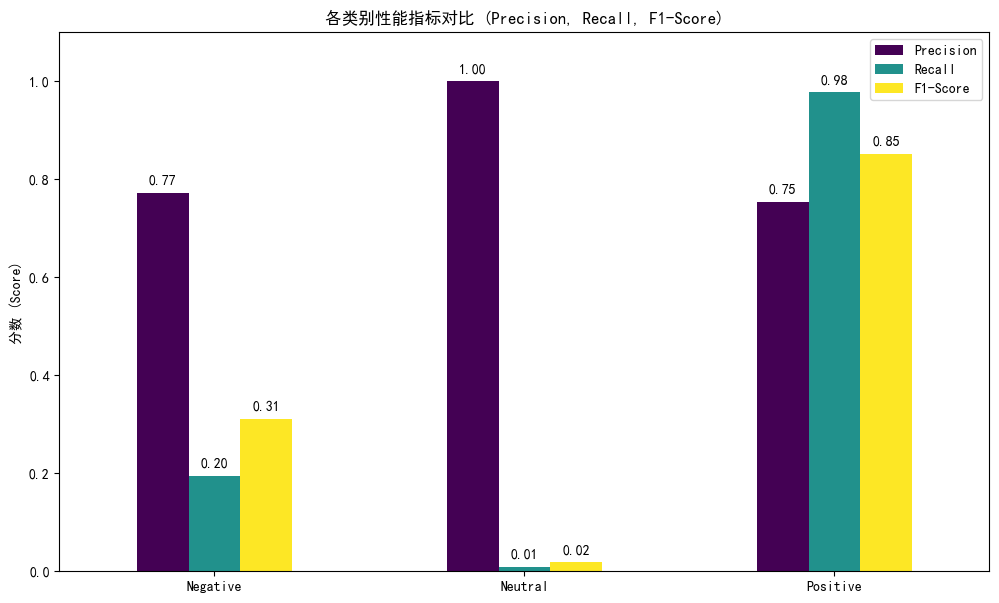 各类别性能指标对比 (Precision, Recall, F1-Score)
Precision
Recall
F1-Score
分数 (Score)
1.0
0.8
0.6
0.4
0.2
0.0
0.77
0.20
0.31
1.00
0.01
0.02
0.75
0.98
0.85
Negative
Neutral
Positive